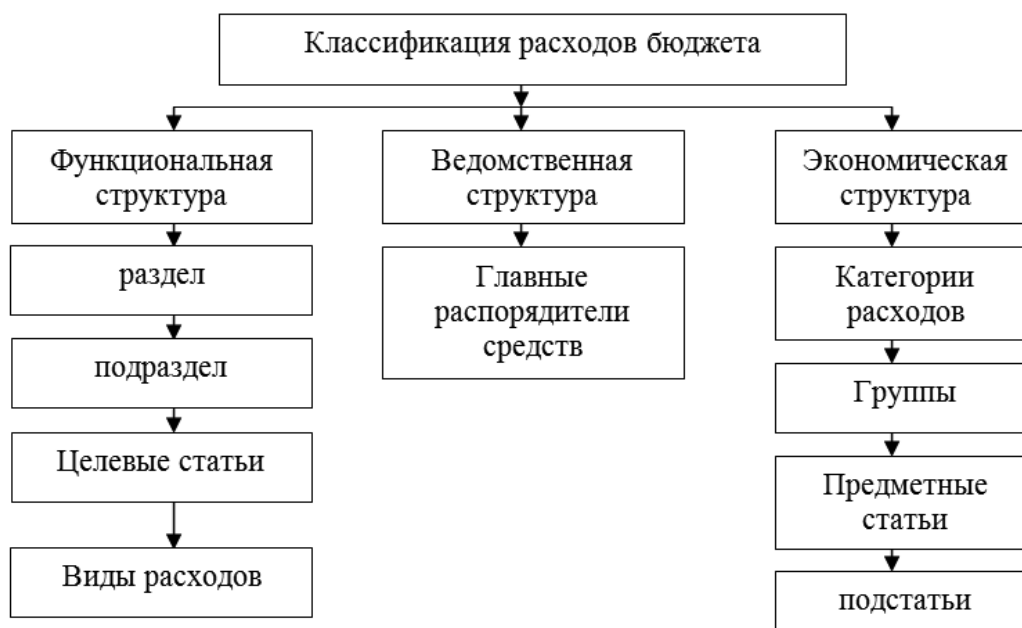 Классификация расходов бюджета
Функциональная
структура
раздел
подраздел
Целевые статьи
Виды расходов
Ведомственная
структура
Главные
распорядители
средств
Экономическая
структура
Категории
расходов
Группы
Предметные
статьи
подстатьи